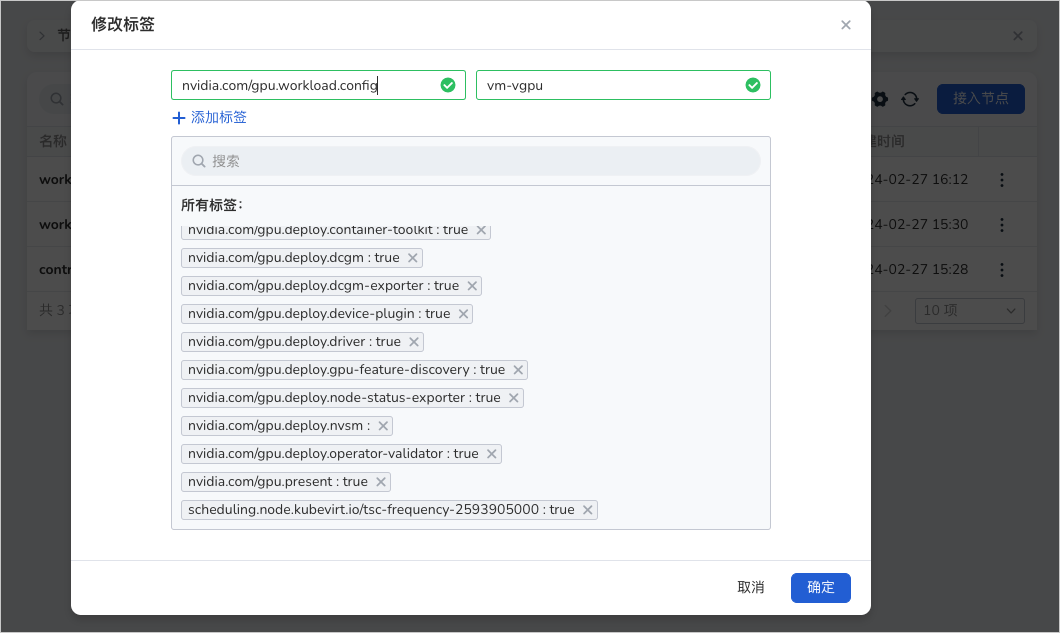 修改标签
节
nvidia.com/gpu.workload.config vm-vgpu
添加标签
接入节点
搜索
名称
建时间
所有标签：
work 24-02-27 16:12
nvidia.com/gpu.deploy.container-toolkit : true
work 24-02-27 15:30
nvidia.com/gpu.deploy.dcgm : true
contr 24-02-27 15:28
nvidia.com/gpu.deploy.dcgm-exporter : true
共 3 10 项
nvidia.com/gpu.deploy.device-plugin : true
nvidia.com/gpu.deploy.driver : true
nvidia.com/gpu.deploy.gpu-feature-discovery : true
nvidia.com/gpu.deploy.node-status-exporter : true
nvidia.com/gpu.deploy.nvsm :
nvidia.com/gpu.deploy.operator-validator : true
nvidia.com/gpu.present : true
scheduling.node.kubevirt.io/tsc-frequency-2593905000 : true
取消 确定